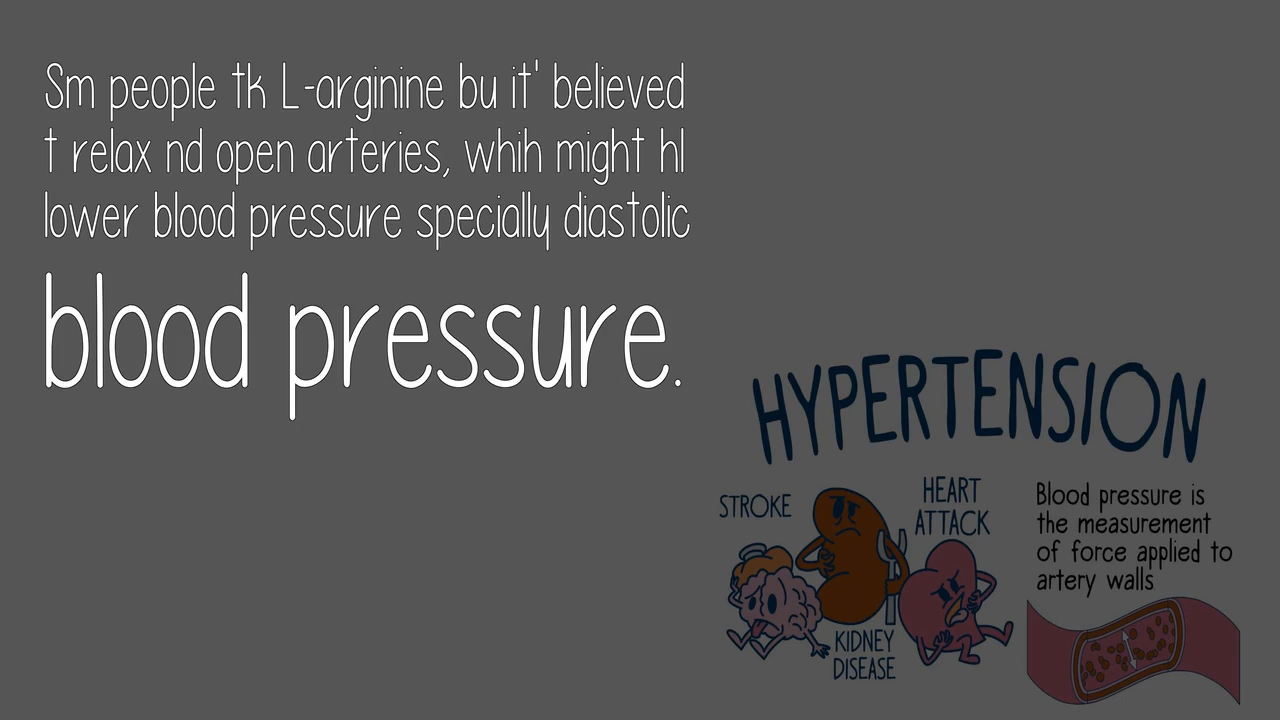 Sm people tk L-arginine bu it' believed
t relax nd open arteries, whih might hl
lower blood pressure specially diastolic
blood pressure.
HYPERTENSION
STROKE
HEART
ATTACK
KIDNEY
DISEASE
Blood pressure is
the measurement
of force applied to
artery walls